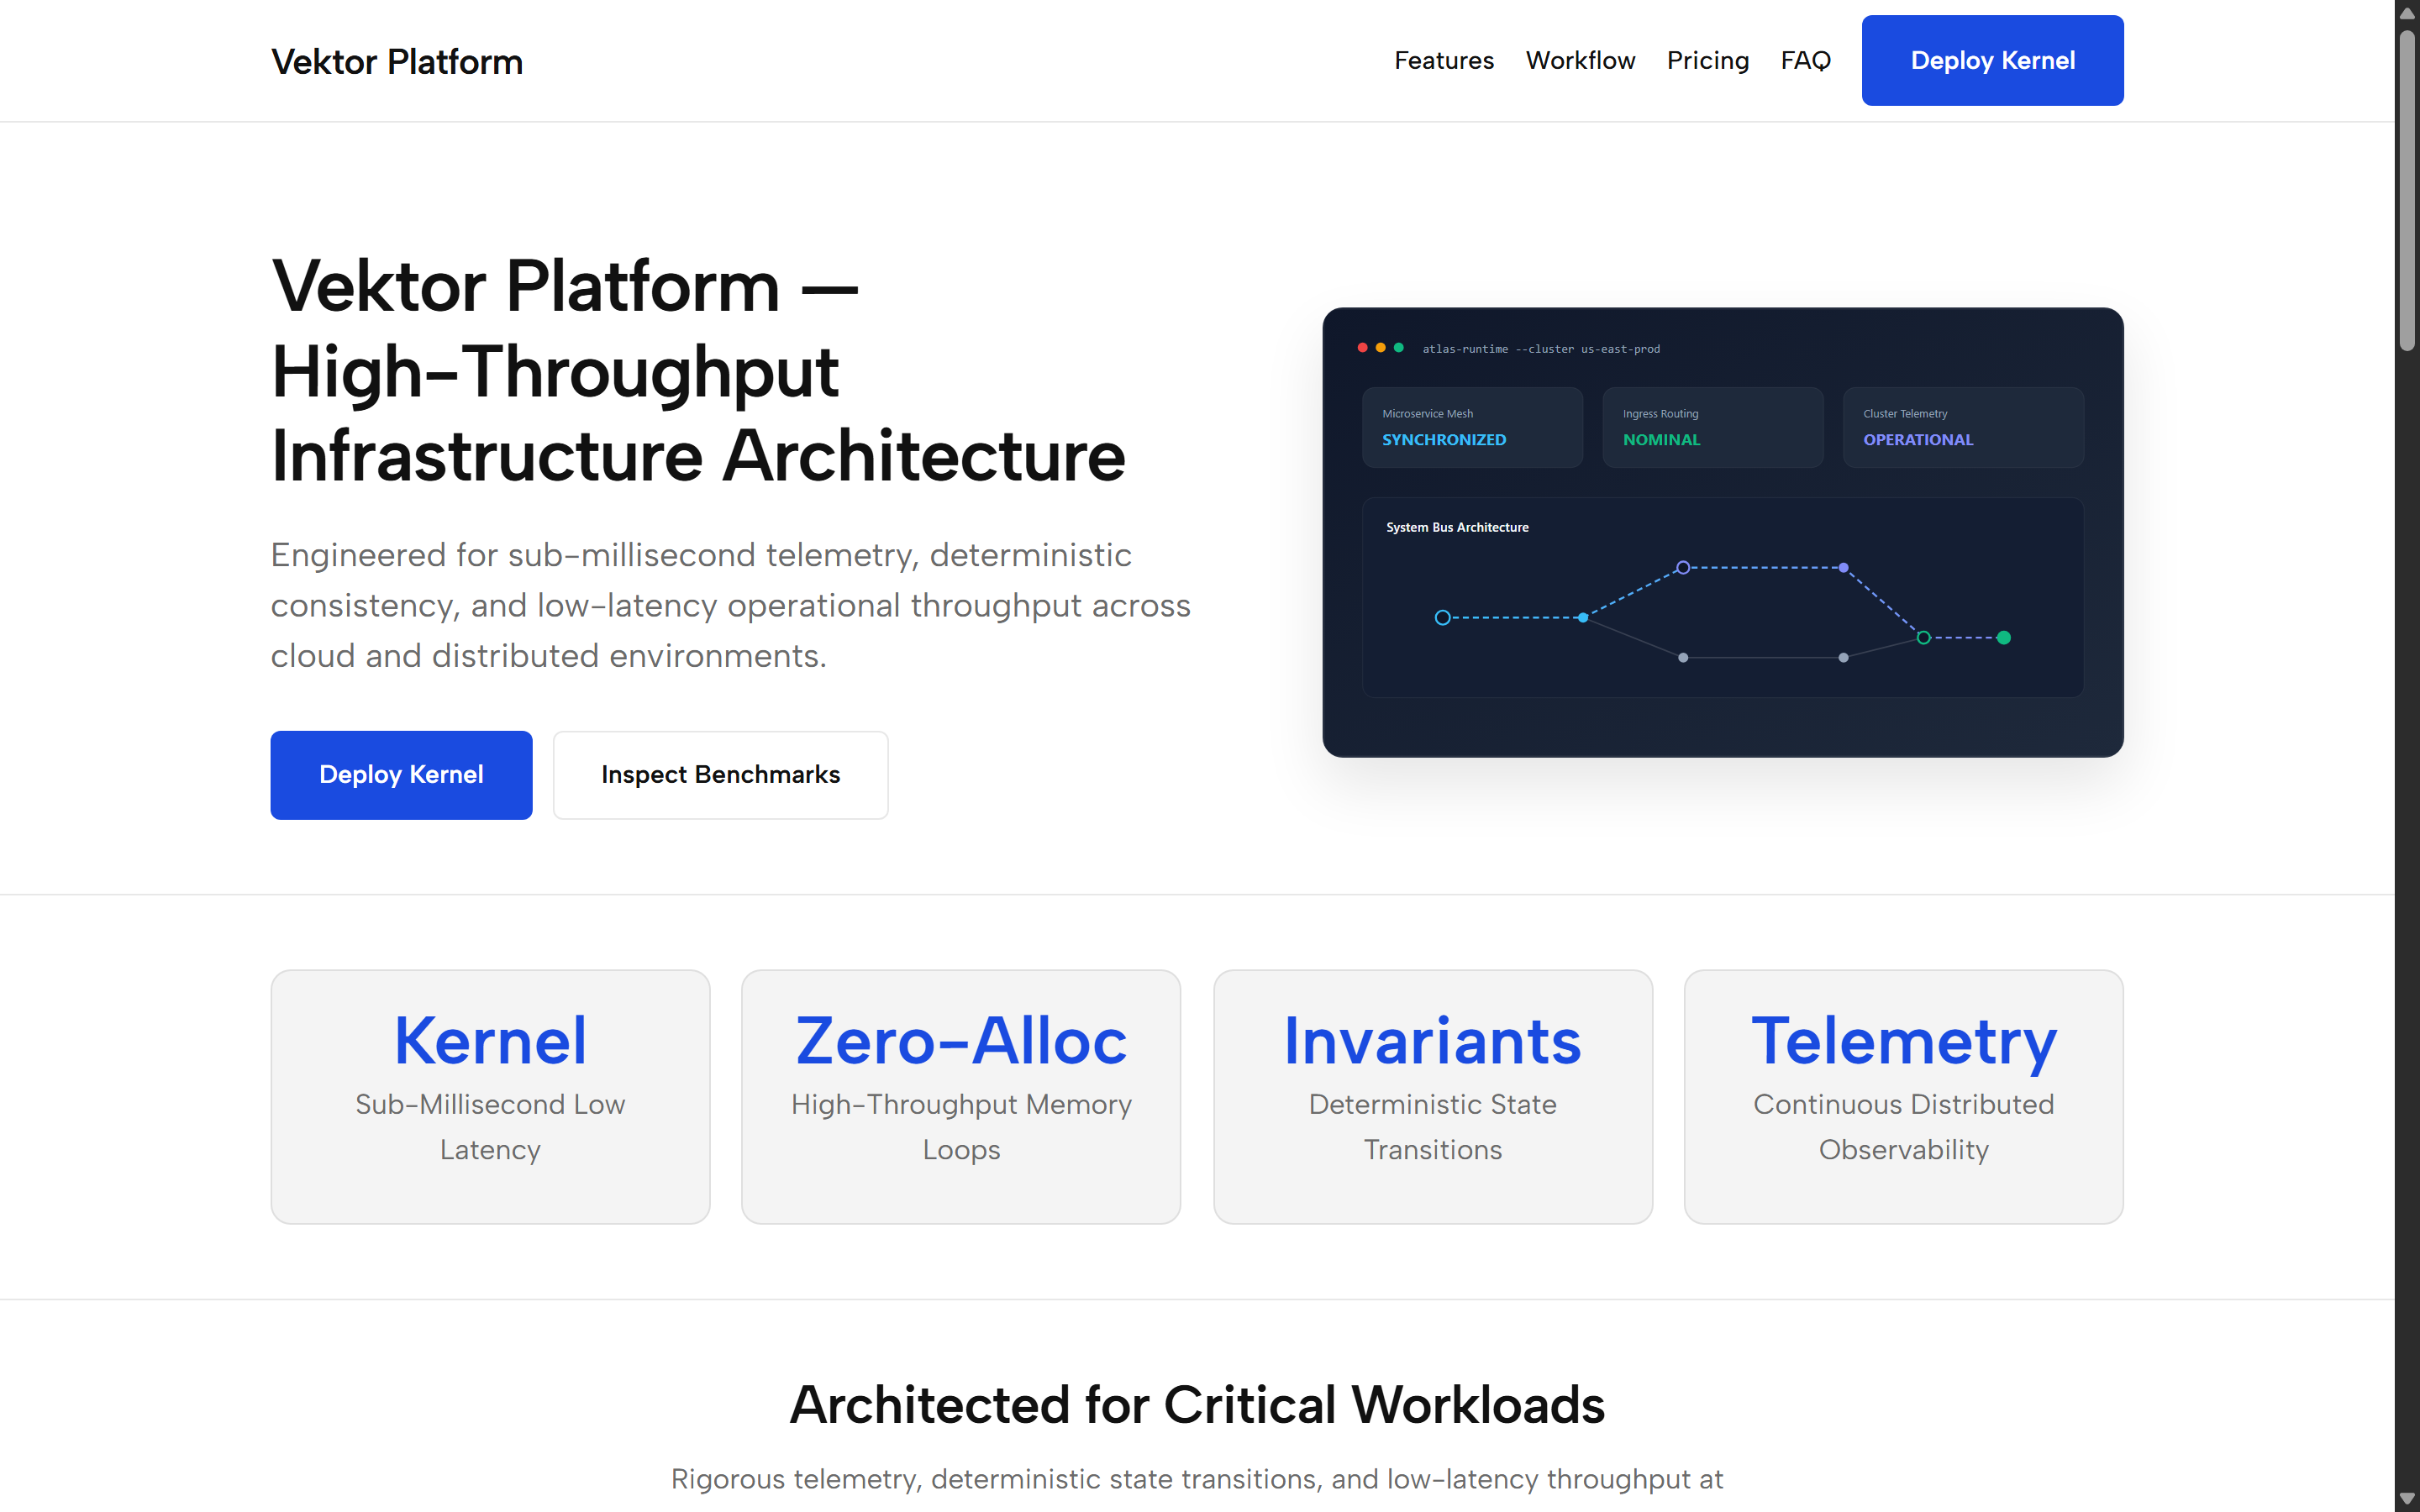 Vektor Platform
Features
Workflow
Pricing
FAQ
Deploy Kernel
Vektor Platform —
High-Throughput
Infrastructure Architecture
Engineered for sub-millisecond telemetry, deterministic
consistency, and low-latency operational throughput across
cloud and distributed environments.
Deploy Kernel
Inspect Benchmarks
atlas-runtime --cluster us-east-prod
Microservice Mesh
SYNCHRONIZED
Ingress Routing
NOMINAL
Cluster Telemetry
OPERATIONAL
System Bus Architecture
Kernel
Sub-Millisecond Low
Latency
Zero-Alloc
High-Throughput Memory
Loops
Invariants
Deterministic State
Transitions
Telemetry
Continuous Distributed
Observability
Architected for Critical Workloads
Rigorous telemetry, deterministic state transitions, and low-latency throughput at